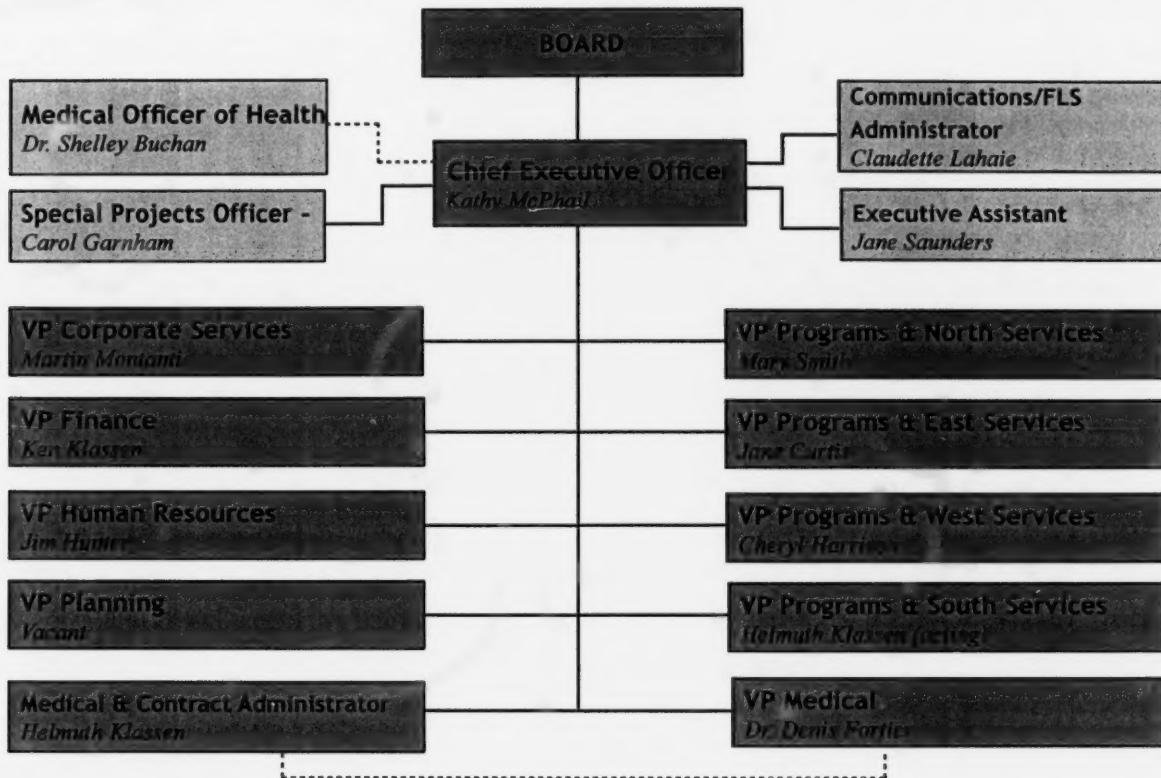 BOARD
Medical Officer of Health
Dr. Shelley Buchan
Communications/FLS
Administrator
Claudette Lahaie
Chief Executive Officer
Kathy McPhail
Special Projects Officer -
Carol Garnham
Executive Assistant
Jane Saunders
VP Corporate Services
Martin Montanti
VP Programs & North Services
Mary Smith
VP Finance
Ken Klassen
VP Programs & East Services
Jane Curtis
VP Human Resources
Jim Hunter
VP Programs & West Services
Cheryl Harrison
VP Planning
Vacant
VP Programs & South Services
Helmuth Klassen (acting)
Medical & Contract Administrator
Helmuth Klassen
VP Medical
Dr. Denis Fortier